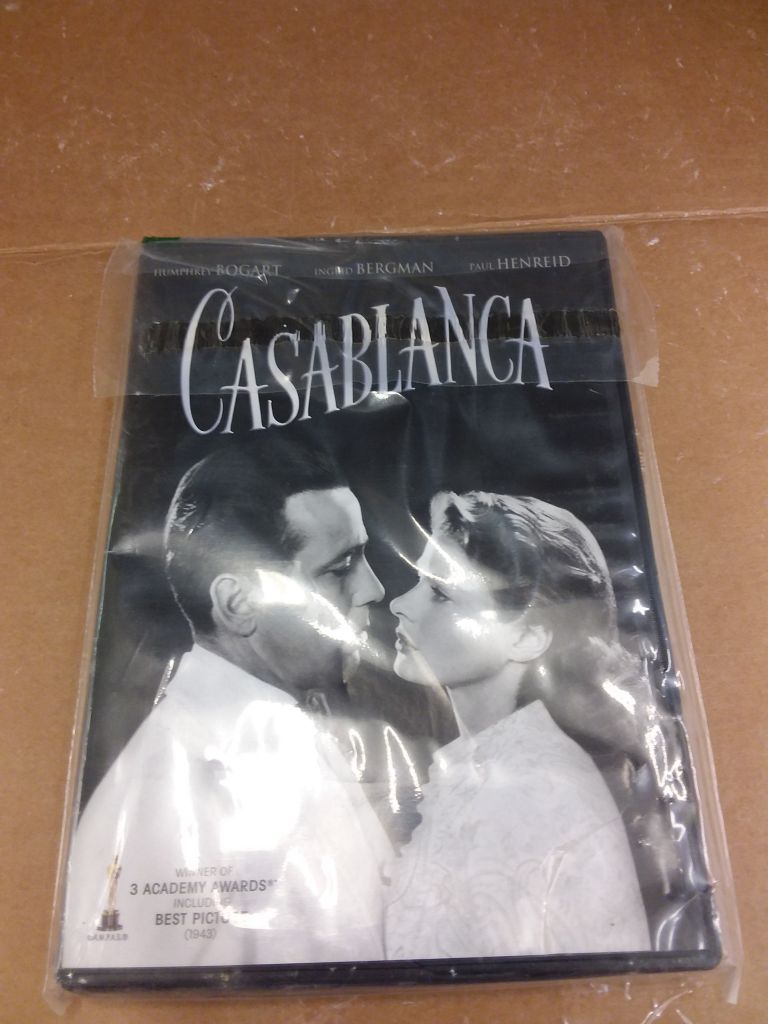 HUMPHREY BOGART INGRID BERGMAN PAUL HENREID
CASABLANCA
WINNER OF
3 ACADEMY AWARDS®
INCLUDING
BEST PICTURE
(1943)
©A.M.P.A.S.®